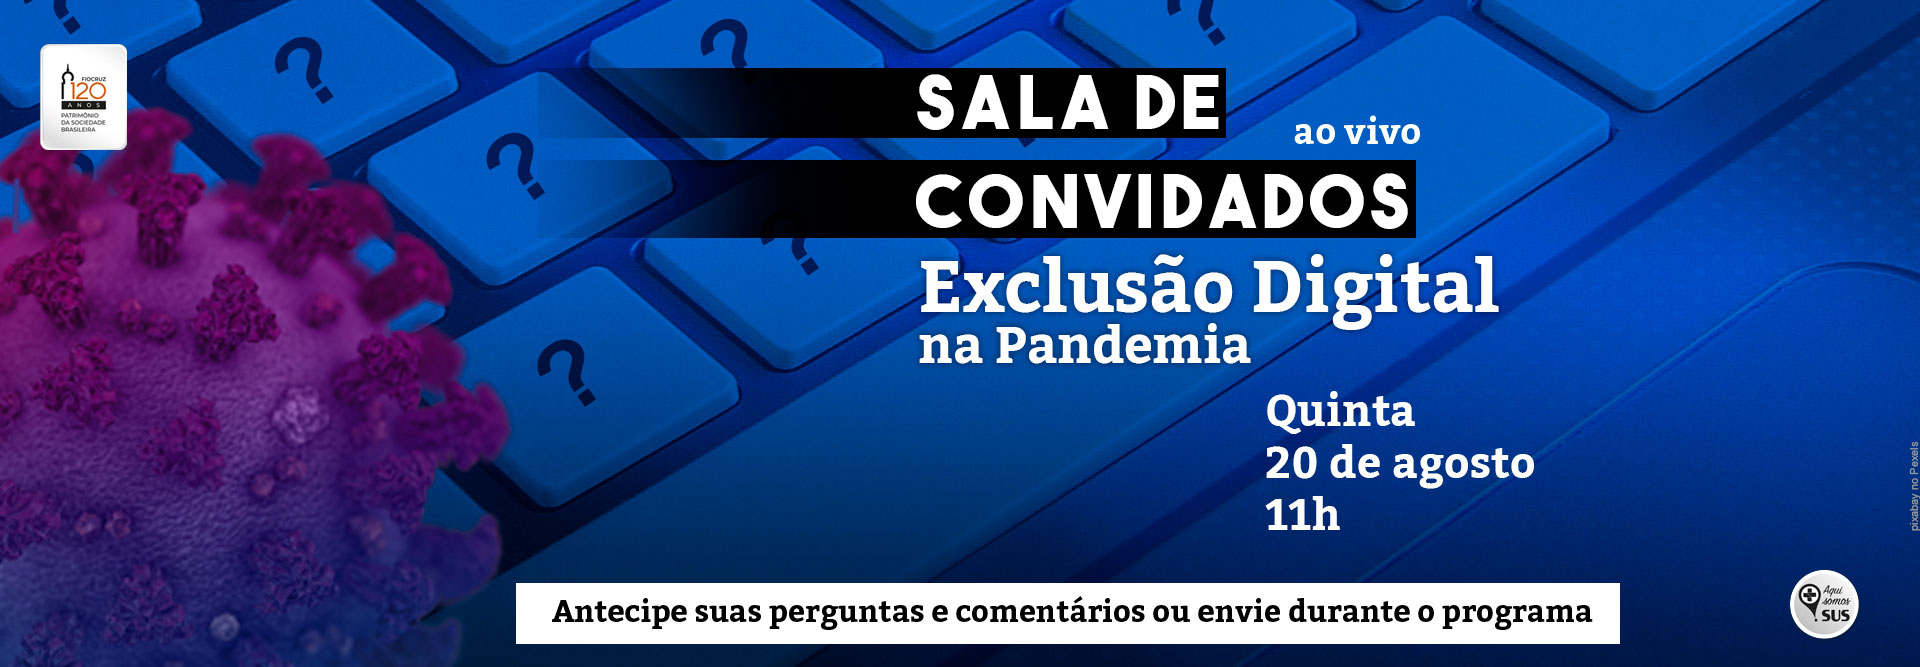 FIOCRUZ
120
ANOS
PATRIMÔNIO
DA SOCIEDADE
BRASILEIRA
SALA DE
ao vivo
CONVIDADOS
Exclusão Digital
na Pandemia
Quinta
20 de agosto
11h
Antecipe suas perguntas e comentários ou envie durante o programa
Aqui
somos
SUS
pixabay no Pexels
? ? ? ? ? ?